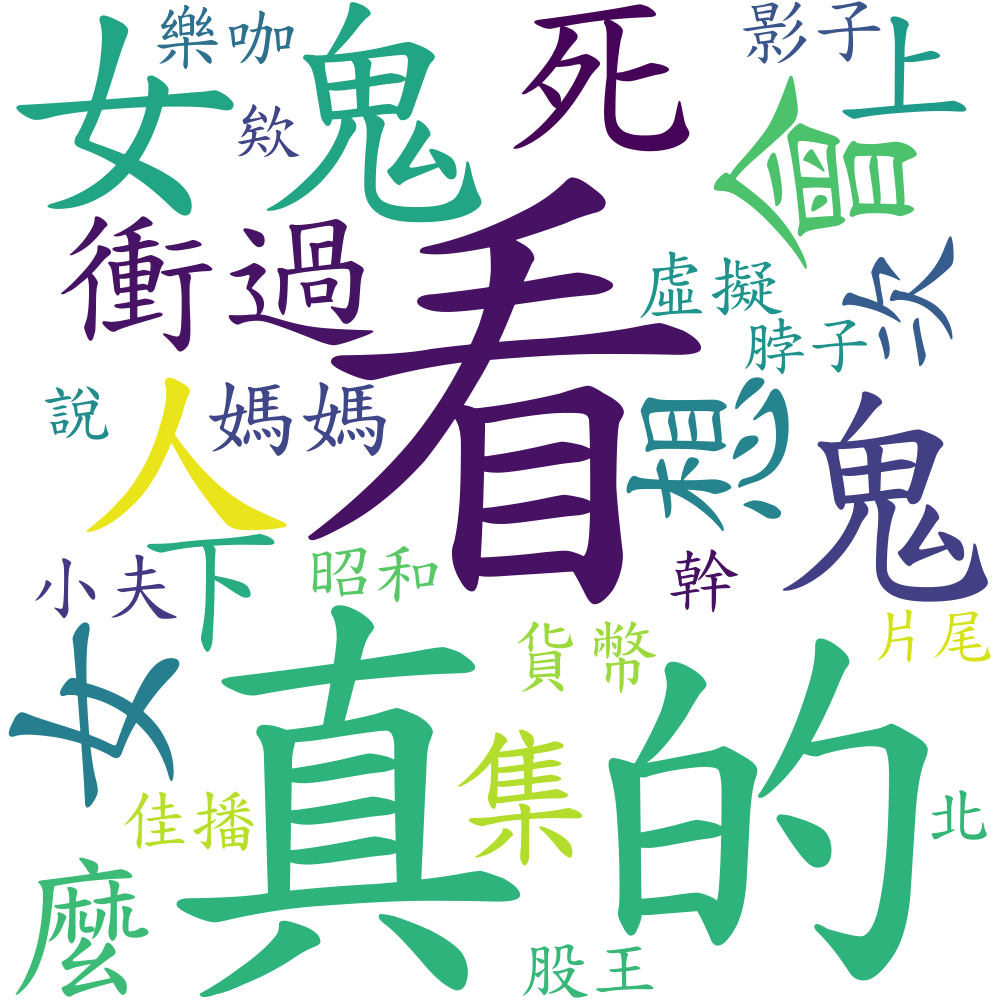 樂咖
影子
女鬼
死
上
欸
會
衝過
看
次
虛擬
脖子
人
媽媽
說
想
鬼
下
小夫
昭和
幹
女
真的
貨幣
片尾
集
佳播
北
麼
股王